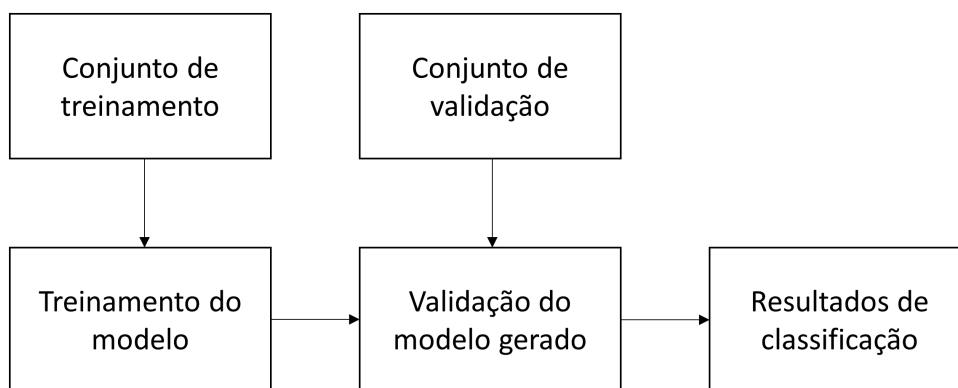 Conjunto de
treinamento
Conjunto de
validação
Treinamento do
modelo
Validação do
modelo gerado
Resultados de
classificação